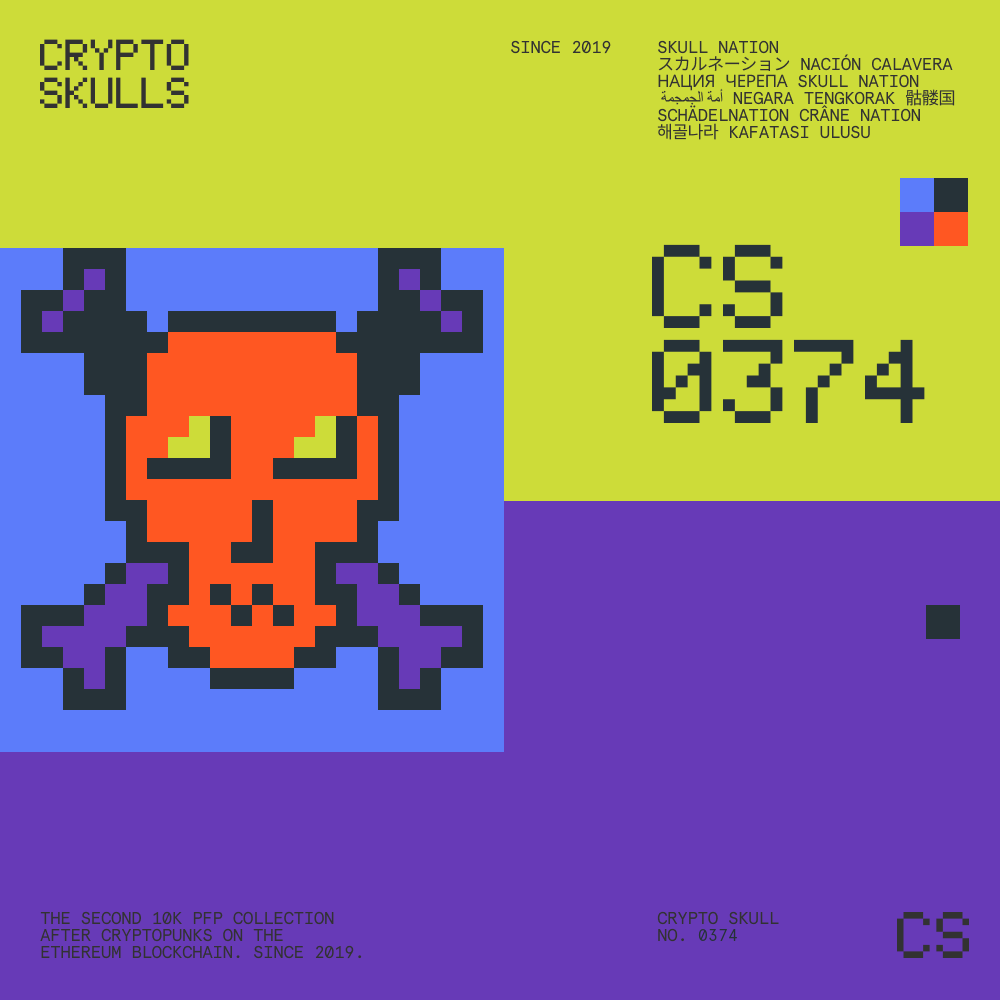 CRYPTO
SKULLS
SINCE 2019
SKULL NATION
スカルネーション NACIÓN CALAVERA
НАЦИЯ ЧЕРЕПА SKULL NATION
أمة الجمجمة NEGARA TENGKORAK 骷髅国
SCHÄDELNATION CRÂNE NATION
해골나라 KAFATASI ULUSU
CS
0374
THE SECOND 10K PFP COLLECTION
AFTER CRYPTOPUNKS ON THE
ETHEREUM BLOCKCHAIN. SINCE 2019.
CRYPTO SKULL
NO. 0374
CS